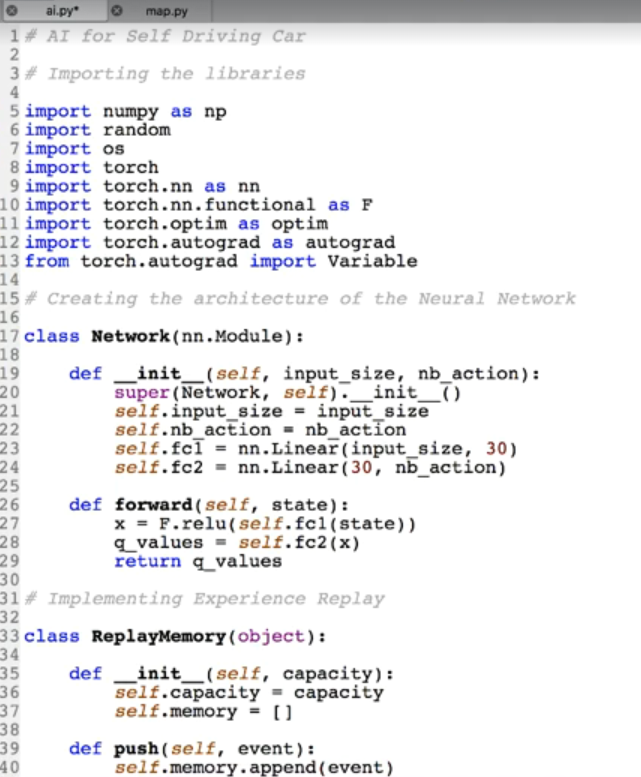 ai.py* map.py
1 # AI for Self Driving Car
2
3 # Importing the libraries
4
5 import numpy as np
6 import random
7 import os
8 import torch
9 import torch.nn as nn
10 import torch.nn.functional as F
11 import torch.optim as optim
12 import torch.autograd as autograd
13 from torch.autograd import Variable
14
15 # Creating the architecture of the Neural Network
16
17 class Network(nn.Module):
18
19     def __init__(self, input_size, nb_action):
20         super(Network, self).__init__()
21         self.input_size = input_size
22         self.nb_action = nb_action
23         self.fc1 = nn.Linear(input_size, 30)
24         self.fc2 = nn.Linear(30, nb_action)
25
26     def forward(self, state):
27         x = F.relu(self.fc1(state))
28         q_values = self.fc2(x)
29         return q_values
30
31 # Implementing Experience Replay
32
33 class ReplayMemory(object):
34
35     def __init__(self, capacity):
36         self.capacity = capacity
37         self.memory = []
38
39     def push(self, event):
40         self.memory.append(event)